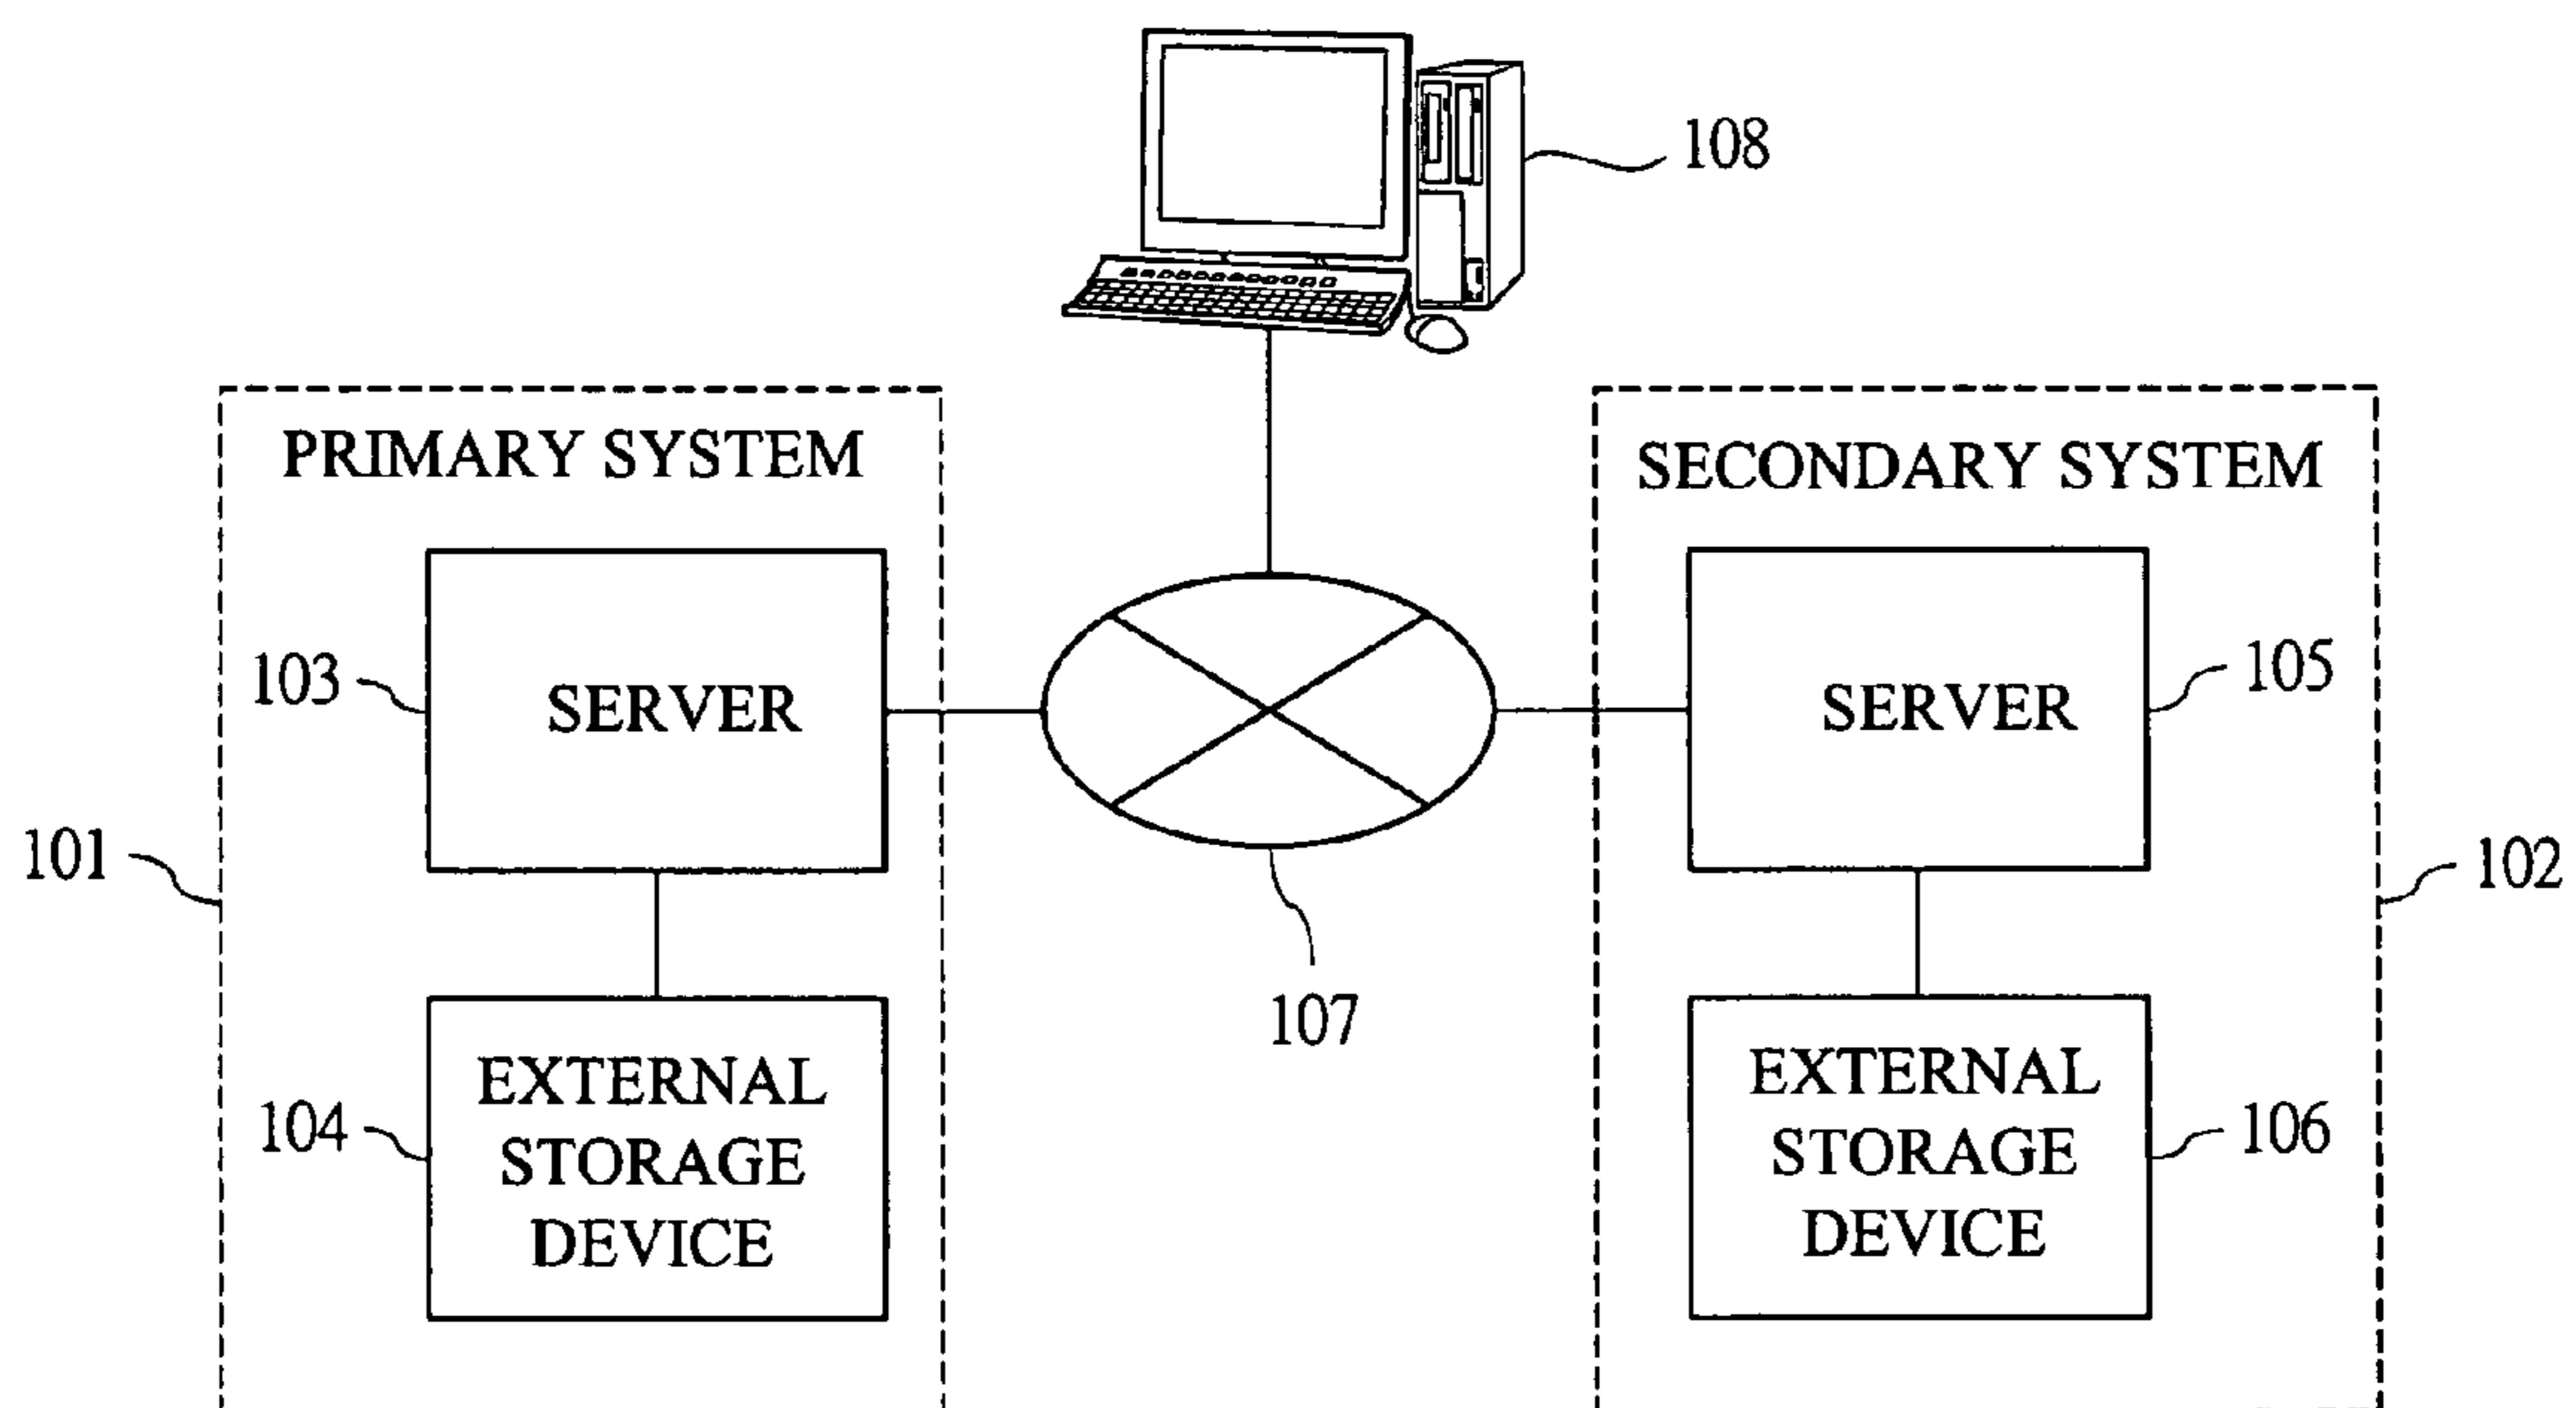 108
PRIMARY SYSTEM
SECONDARY SYSTEM
103
SERVER
SERVER
105
101
102
107
104
EXTERNAL
STORAGE
DEVICE
EXTERNAL
STORAGE
DEVICE
106